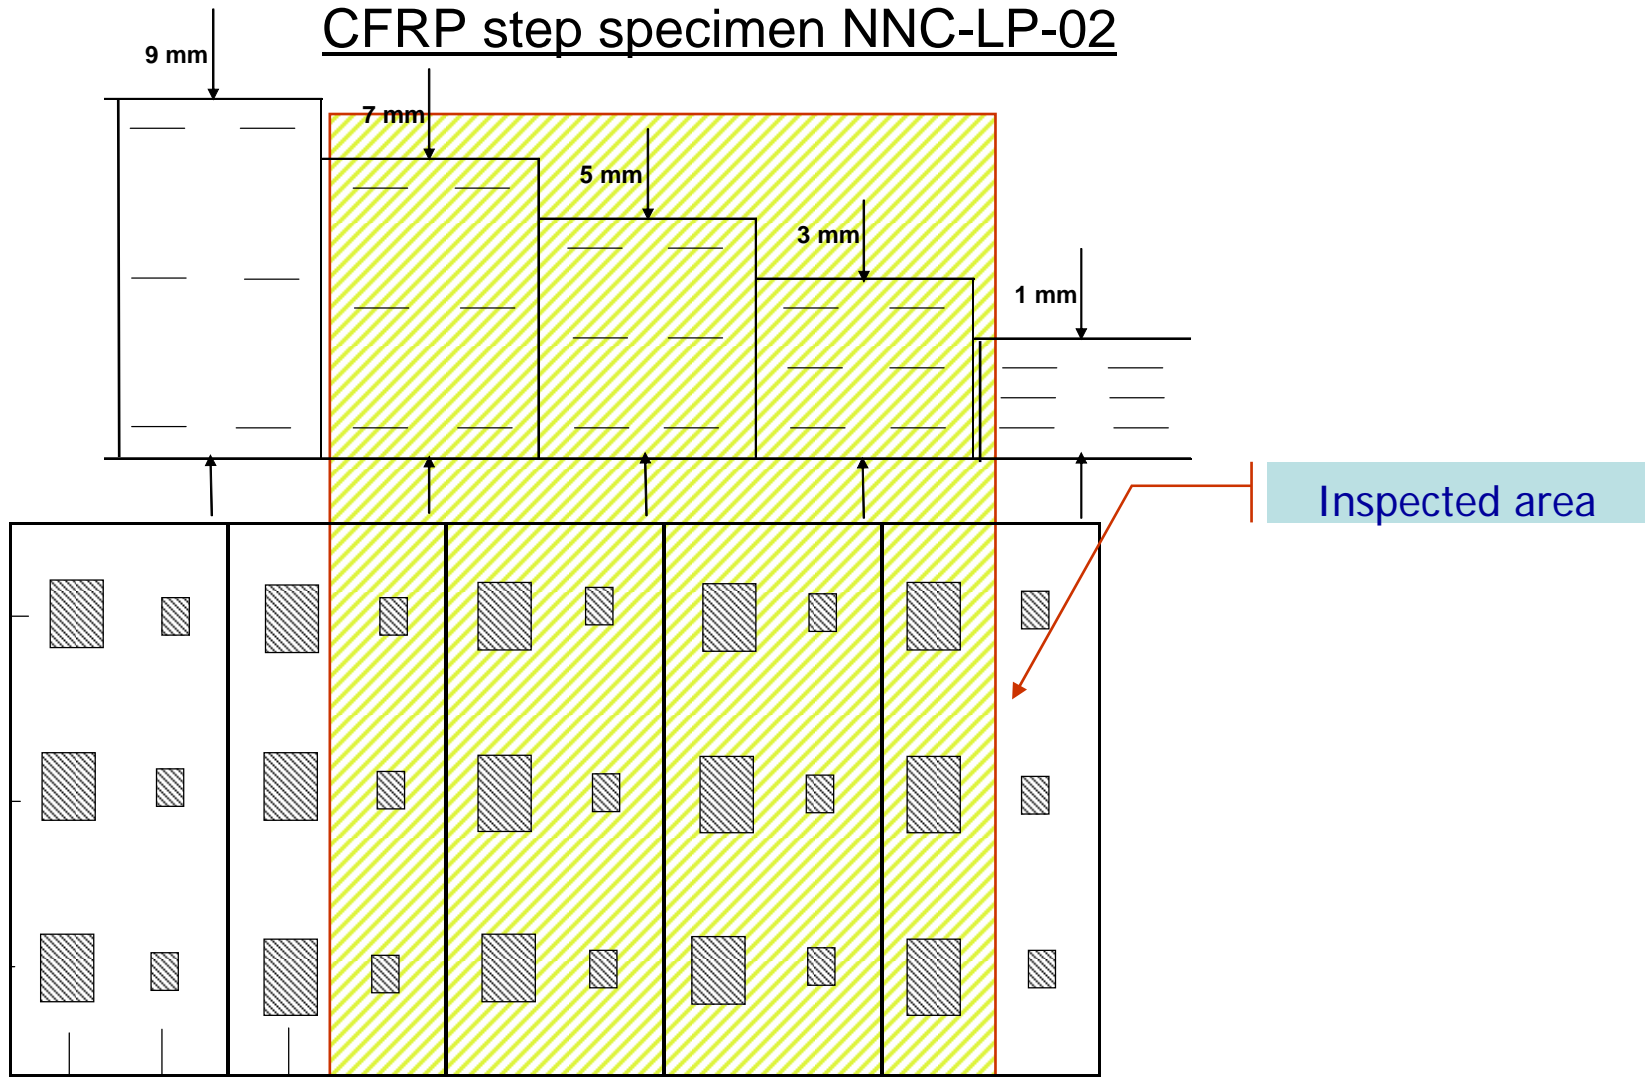 CFRP step specimen NNC-LP-02
9 mm
7 mm
5 mm
3 mm
1 mm
Inspected area